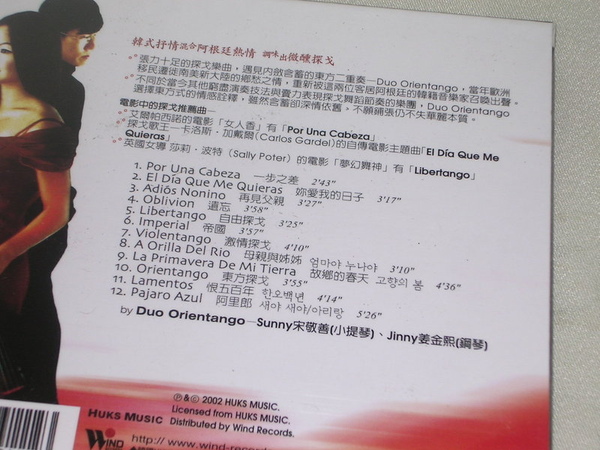 韓式抒情混合阿根廷熱情 調味出微醺探戈
張力十足的探戈樂曲，遇見內斂含蓄的東方二重奏—Duo Orientango，當年歐洲
移民遷徙南美新大陸的鄉愁之情，重新被這兩位客居阿根廷的韓籍音樂家召喚出聲。
不同於當今其他窮盡演奏技法與賣力表現探戈舞蹈節奏的樂團，Duo Orientango
選擇東方式的情感詮釋，雖然含蓄卻深情依舊，不願鋪張仍不失華麗本質。
電影中的探戈推薦曲—
艾爾帕西諾的電影「女人香」有「Por Una Cabeza」
探戈歌王—卡洛斯．加戴爾(Carlos Gardel)的自傳電影主題曲「El Día Que Me
Quieras」
英國女導 莎莉．波特（Sally Poter）的電影「夢幻舞神」有「Libertango」
1. Por Una Cabeza 一步之差 2'43"
2. El Día Que Me Quieras 妳愛我的日子 3'17"
3. Adiós Nonino 再見父親 3'27"
4. Oblivion 遺忘 3'58"
5. Libertango 自由探戈 3'25"
6. Imperial 帝國 3'57"
7. Violentango 激情探戈 4'10"
8. A Orilla Del Rio 母親與姊姊 엄마야 누나야 3'10"
9. La Primavera De Mi Tierra 故鄉的春天 고향의 봄 4'36"
10. Orientango 東方探戈 3'55"
11. Lamentos 恨五百年 한오백년 4'14"
12. Pajaro Azul 阿里郎 새야 새야/아리랑 5'26"
by Duo Orientango—Sunny宋敬善(小提琴)、Jinny姜金熙(鋼琴)
℗&© 2002 HUKS MUSIC.
HUKS MUSIC Licensed from HUKS MUSIC.
Distributed by Wind Records.
WIND http://www.wind-reco